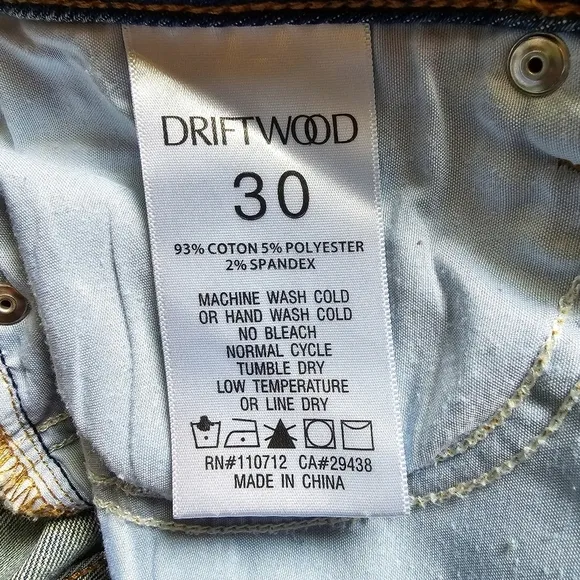 DRIFTWOOD
30
93% COTON 5% POLYESTER
2% SPANDEX
MACHINE WASH COLD
OR HAND WASH COLD
NO BLEACH
NORMAL CYCLE
TUMBLE DRY
LOW TEMPERATURE
OR LINE DRY
RN#110712 CA#29438
MADE IN CHINA